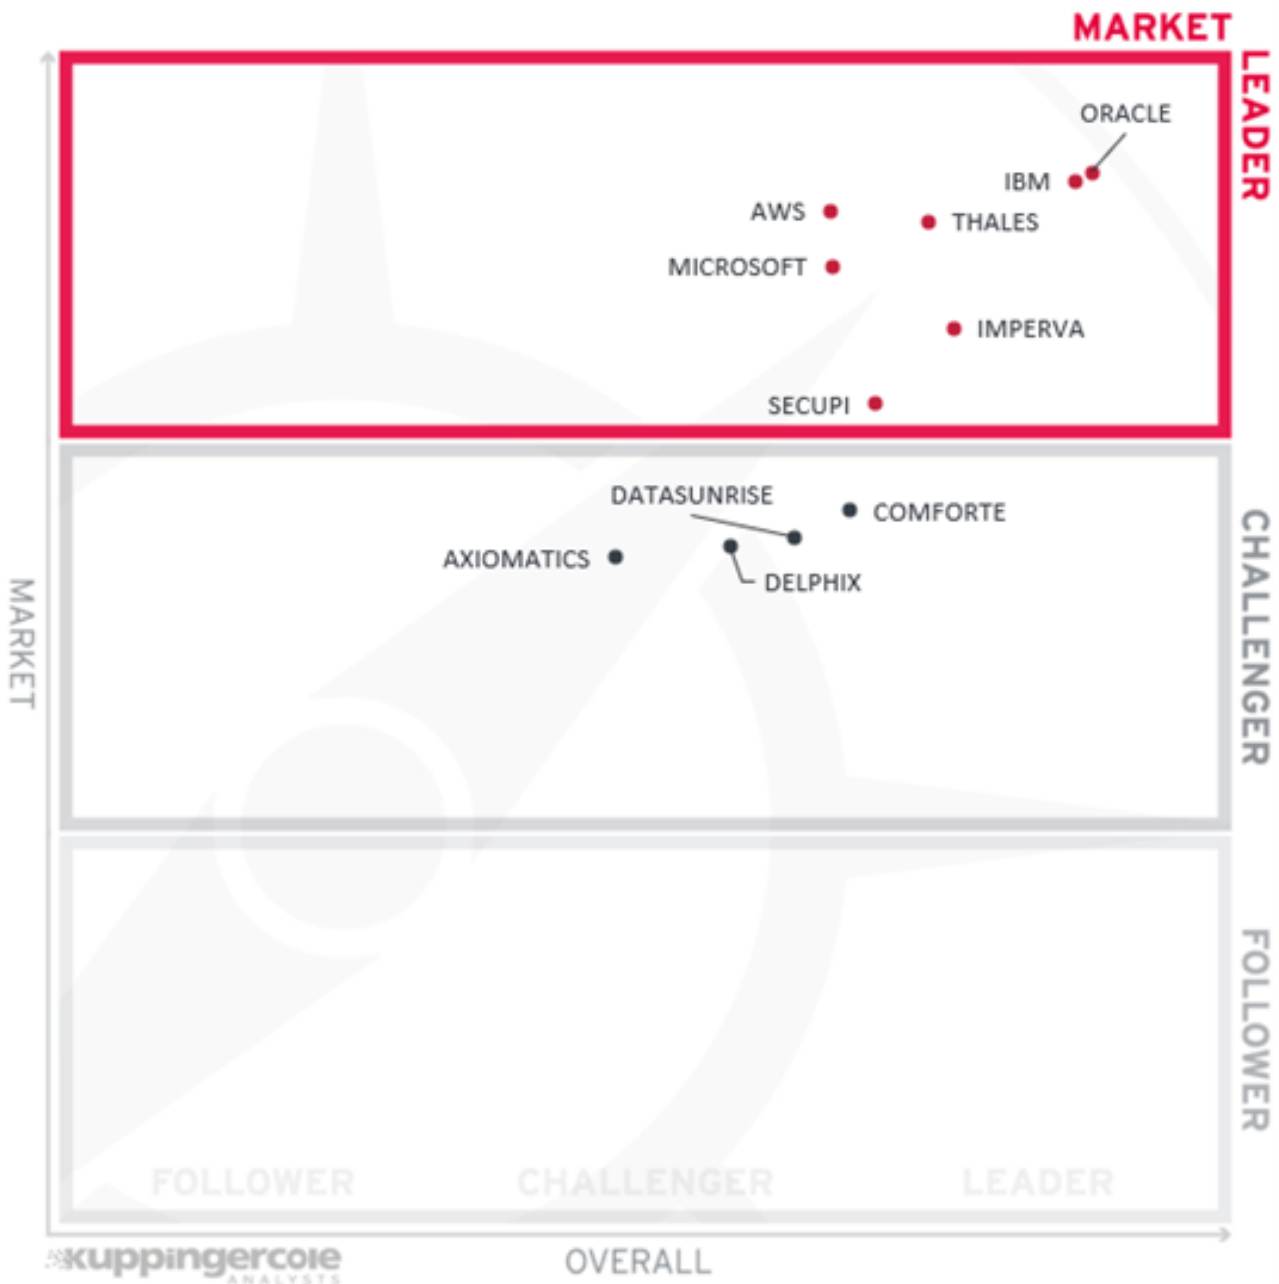 MARKET
LEADER
ORACLE
IBM
AWS
THALES
MICROSOFT
IMPERVA
SECUPI
DATASUNRISE
COMFORTE
AXIOMATICS
DELPHIX
CHALLENGER
MARKET
FOLLOWER
FOLLOWER CHALLENGER LEADER
OVERALL
kuppingercole
ANALYSTS